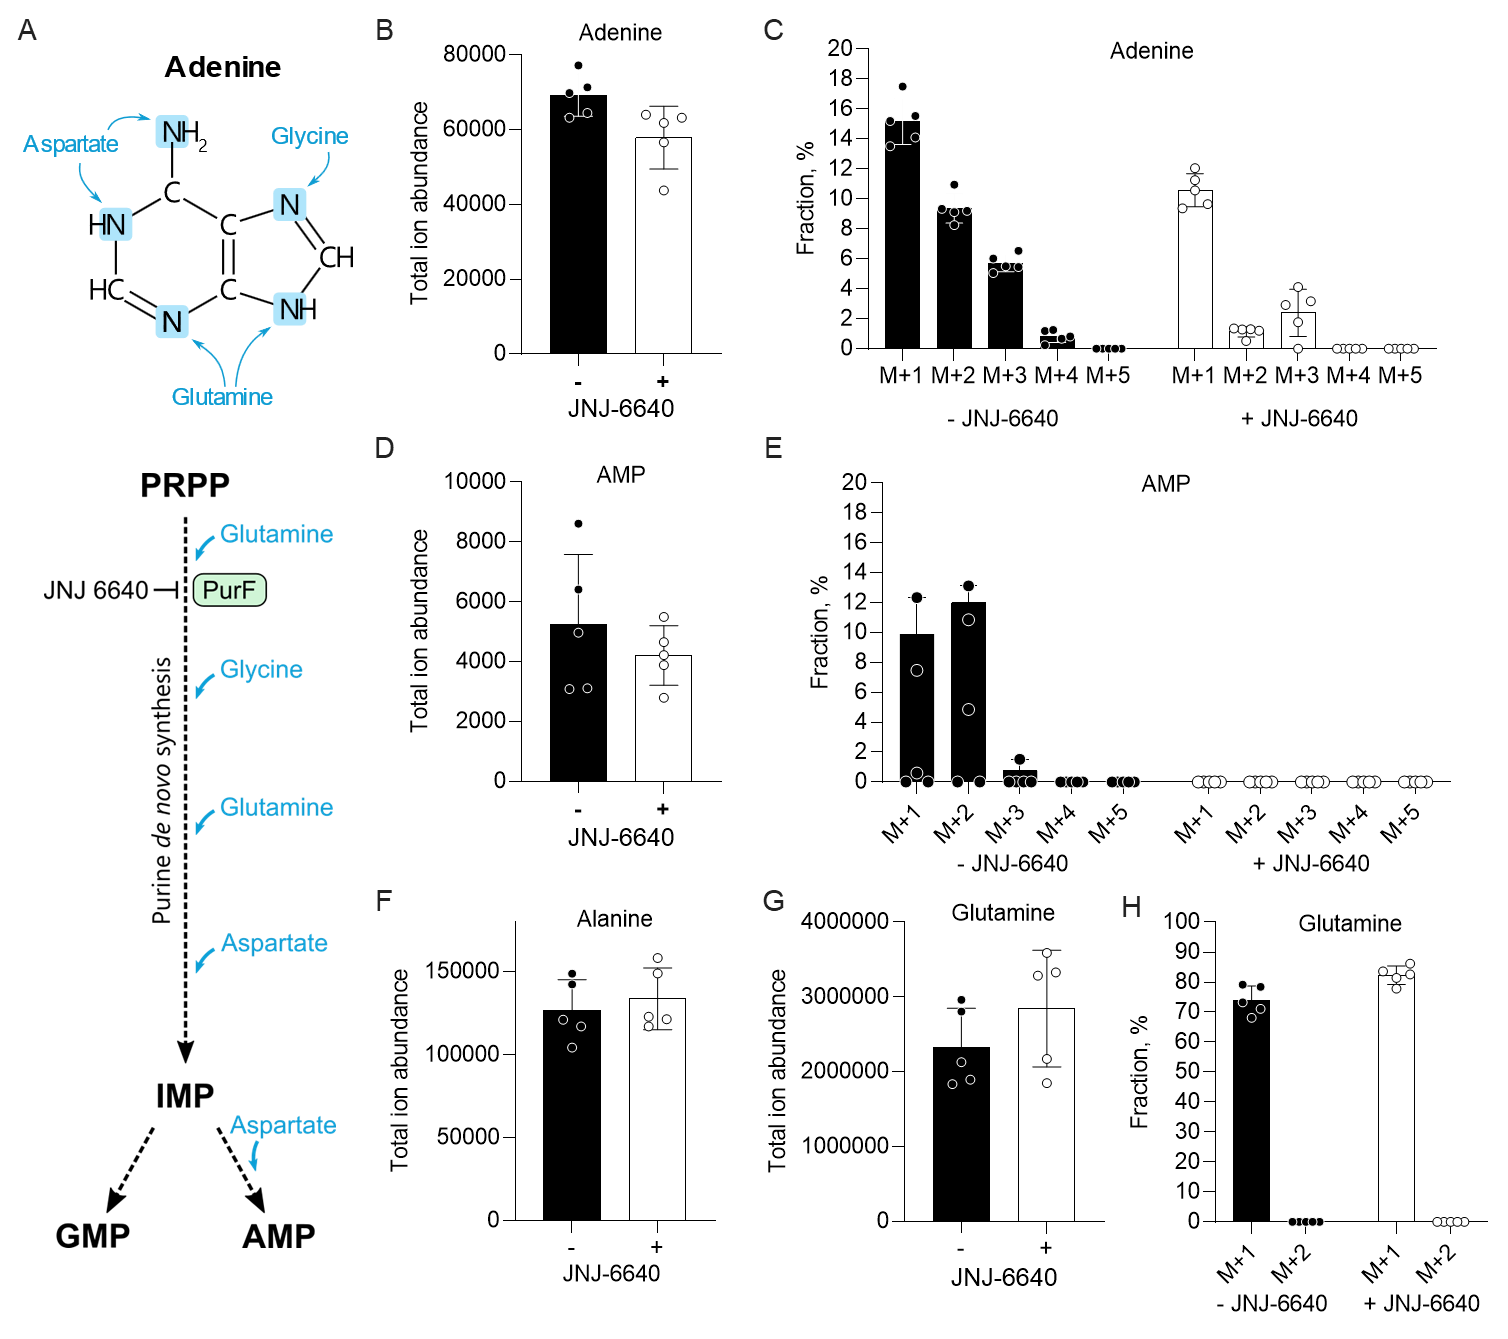 A
Adenine
Aspartate
NH2
Glycine
C
N
HN
C
CH
HC
C
NH
N
Glutamine
PRPP
Glutamine
JNJ 6640
PurF
Glycine
Purine de novo synthesis
Glutamine
Aspartate
IMP
Aspartate
GMP
AMP
B
Adenine
Total ion abundance
80000
60000
40000
20000
0
- +
JNJ-6640
C
Adenine
Fraction, %
20
18
16
14
12
10
8
6
4
2
0
M+1 M+2 M+3 M+4 M+5 M+1 M+2 M+3 M+4 M+5
- JNJ-6640 + JNJ-6640
D
AMP
Total ion abundance
10000
8000
6000
4000
2000
0
- +
JNJ-6640
E
AMP
Fraction, %
20
18
16
14
12
10
8
6
4
2
0
M+1 M+2 M+3 M+4 M+5 M+1 M+2 M+3 M+4 M+5
- JNJ-6640 + JNJ-6640
F
Alanine
Total ion abundance
150000
100000
50000
0
- +
JNJ-6640
G
Glutamine
Total ion abundance
4000000
3000000
2000000
1000000
0
- +
JNJ-6640
H
Glutamine
Fraction, %
100
90
80
70
60
50
40
30
20
10
0
M+1 M+2 M+1 M+2
- JNJ-6640 + JNJ-6640